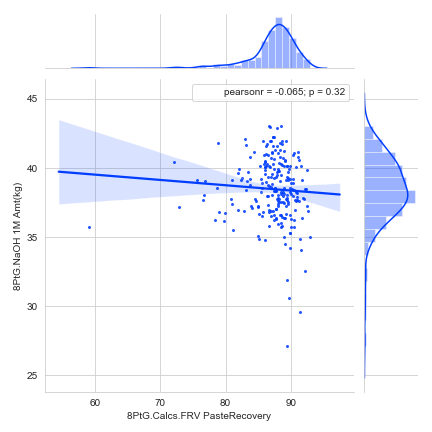 pearsonr = -0.065; p = 0.32
45
40
35
30
25
8PtG.NaOH 1M Amt(kg)
60 70 80 90
8PtG.Calcs.FRV PasteRecovery